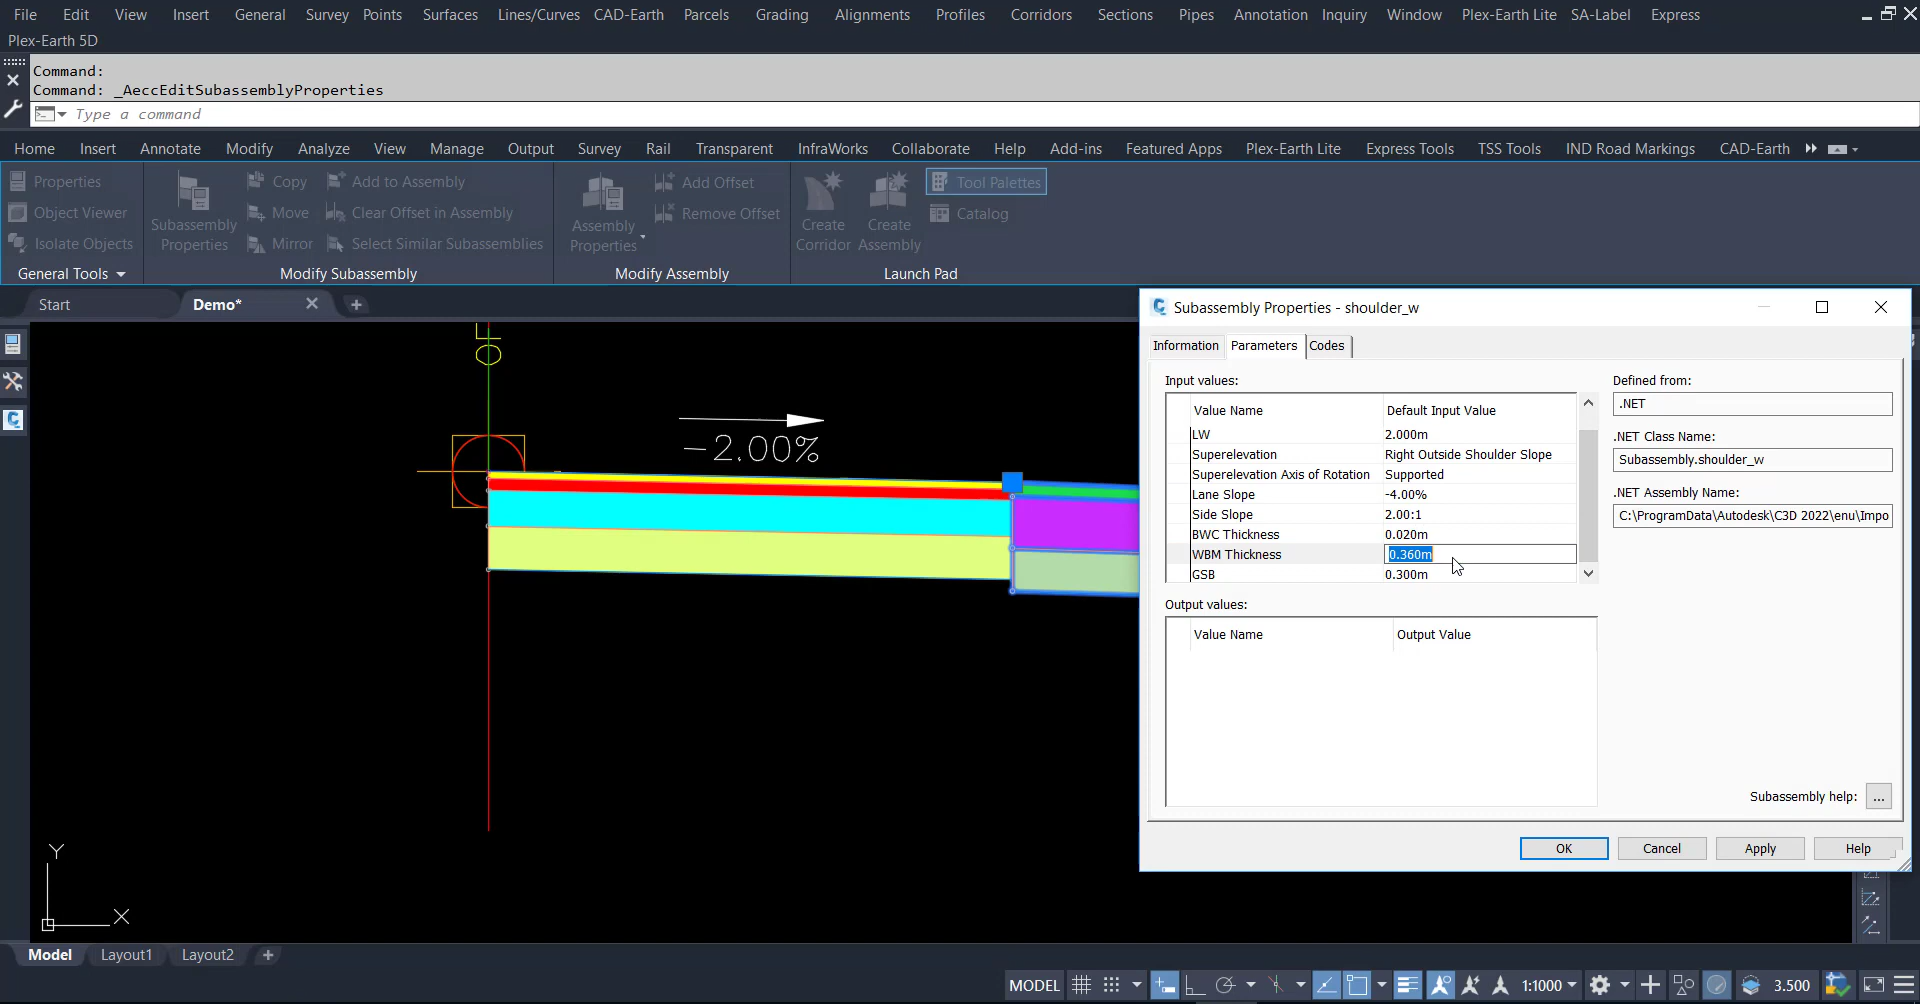 File Edit View Insert General Survey Points Surfaces Lines/Curves CAD-Earth Parcels Grading Alignments Profiles Corridors Sections Pipes Annotation Inquiry Window Plex-Earth Lite SA-Label Express
Plex-Earth 5D
Command:
Command: _AeccEditSubassemblyProperties
Type a command
Home Insert Annotate Modify Analyze View Manage Output Survey Rail Transparent InfraWorks Collaborate Help Add-ins Featured Apps Plex-Earth Lite Express Tools TSS Tools IND Road Markings CAD-Earth
Properties
Object Viewer
Isolate Objects
General Tools
Subassembly
Properties
Copy
Move
Mirror
Add to Assembly
Clear Offset in Assembly
Select Similar Subassemblies
Modify Subassembly
Assembly
Properties
Add Offset
Remove Offset
Modify Assembly
Create
Corridor
Create
Assembly
Tool Palettes
Catalog
Launch Pad
Start Demo*
-2.00%
Subassembly Properties - shoulder_w
Information Parameters Codes
Input values:
Value Name Default Input Value
LW 2.000m
Superelevation Right Outside Shoulder Slope
Superelevation Axis of Rotation Supported
Lane Slope -4.00%
Side Slope 2.00:1
BWC Thickness 0.020m
WBM Thickness 0.360m
GSB 0.300m
Output values:
Value Name Output Value
Defined from:
.NET
.NET Class Name:
Subassembly.shoulder_w
.NET Assembly Name:
C:\ProgramData\Autodesk\C3D 2022\enu\Impo
Subassembly help: ...
OK Cancel Apply Help
Y
X
Model Layout1 Layout2
MODEL 1:1000 3.500